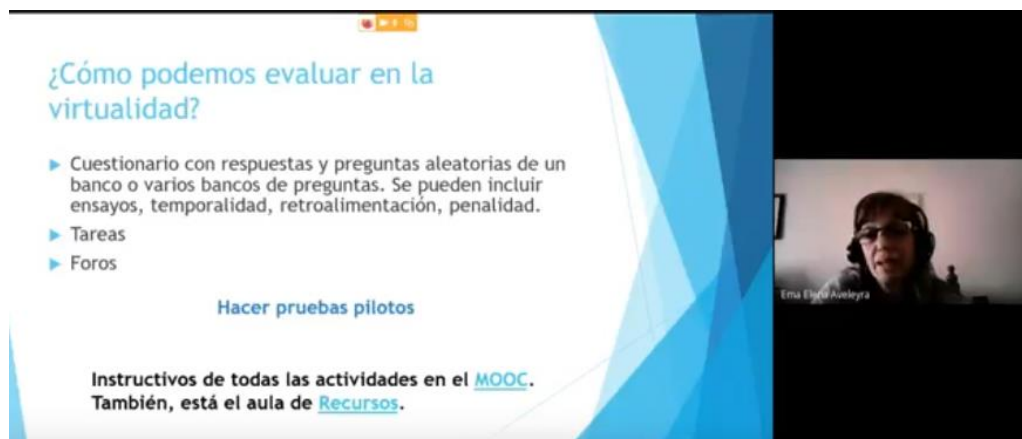 ¿Cómo podemos evaluar en la
virtualidad?
Cuestionario con respuestas y preguntas aleatorias de un
banco o varios bancos de preguntas. Se pueden incluir
ensayos, temporalidad, retroalimentación, penalidad.
Tareas
Foros
Hacer pruebas pilotos
Instructivos de todas las actividades en el MOOC.
También, está el aula de Recursos.
Ema Elena Aveleyra